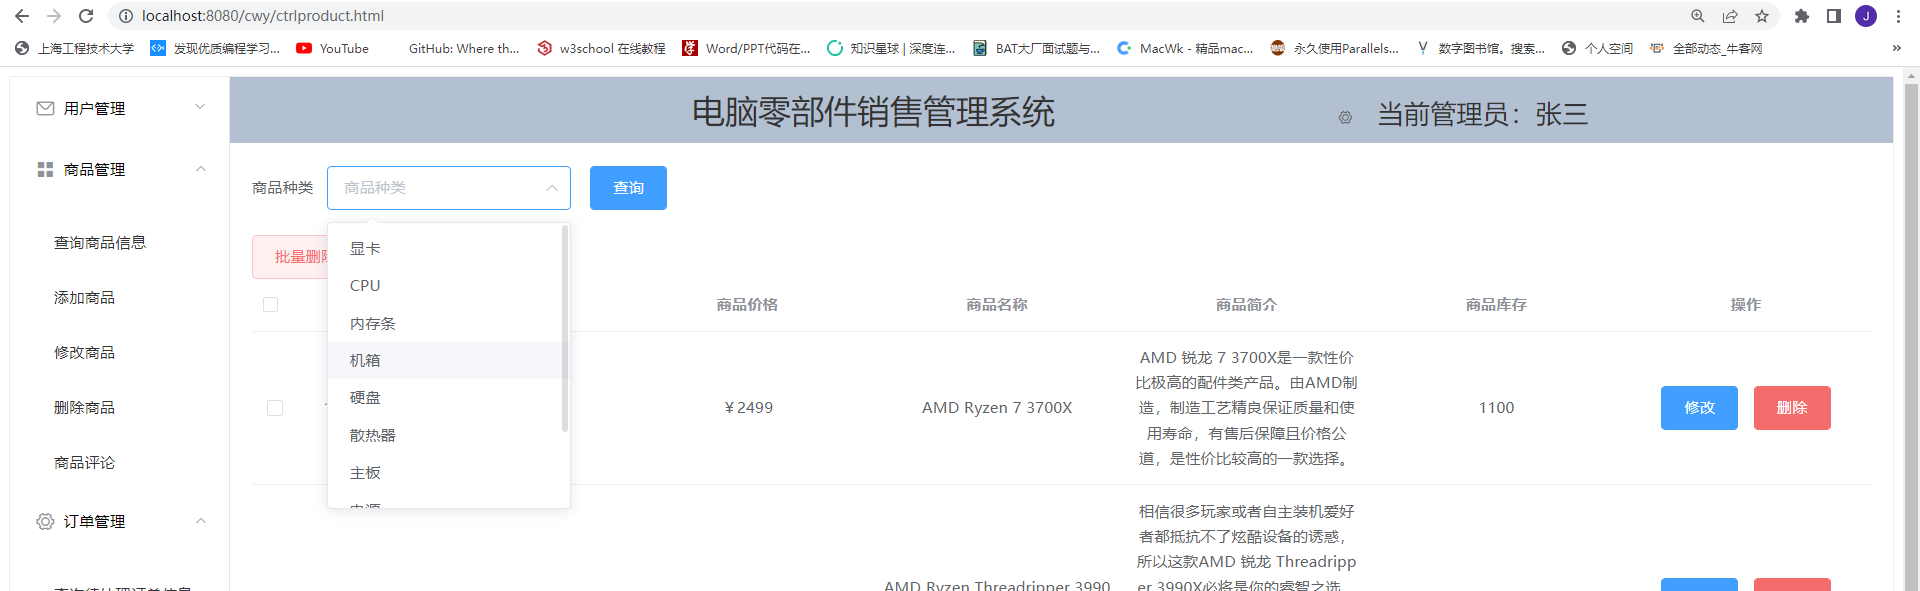 localhost:8080/cwy/ctrlproduct.html
J
上海工程技术大学
发现优质编程学习...
YouTube
GitHub: Where th...
w3school 在线教程
Word/PPT代码在...
知识星球 | 深度连...
BAT大厂面试题与...
MacWk - 精品mac...
永久使用Parallels...
数字图书馆。搜索...
个人空间
全部动态_牛客网
»
用户管理
电脑零部件销售管理系统
当前管理员：张三
商品管理
查询商品信息
添加商品
修改商品
删除商品
商品评论
订单管理
商品种类
商品种类
查询
批量删除
显卡
CPU
内存条
机箱
硬盘
散热器
主板
电源
商品价格
商品名称
商品简介
商品库存
操作
￥2499
AMD Ryzen 7 3700X
AMD 锐龙 7 3700X是一款性价
比极高的配件类产品。由AMD制
造，制造工艺精良保证质量和使
用寿命，有售后保障且价格公
道，是性价比较高的一款选择。
1100
修改
删除
AMD Ryzen Threadripper 3990
相信很多玩家或者自主装机爱好
者都抵抗不了炫酷设备的诱惑，
所以这款AMD 锐龙 Threadripp
er 3990X必将是你的睿智之选